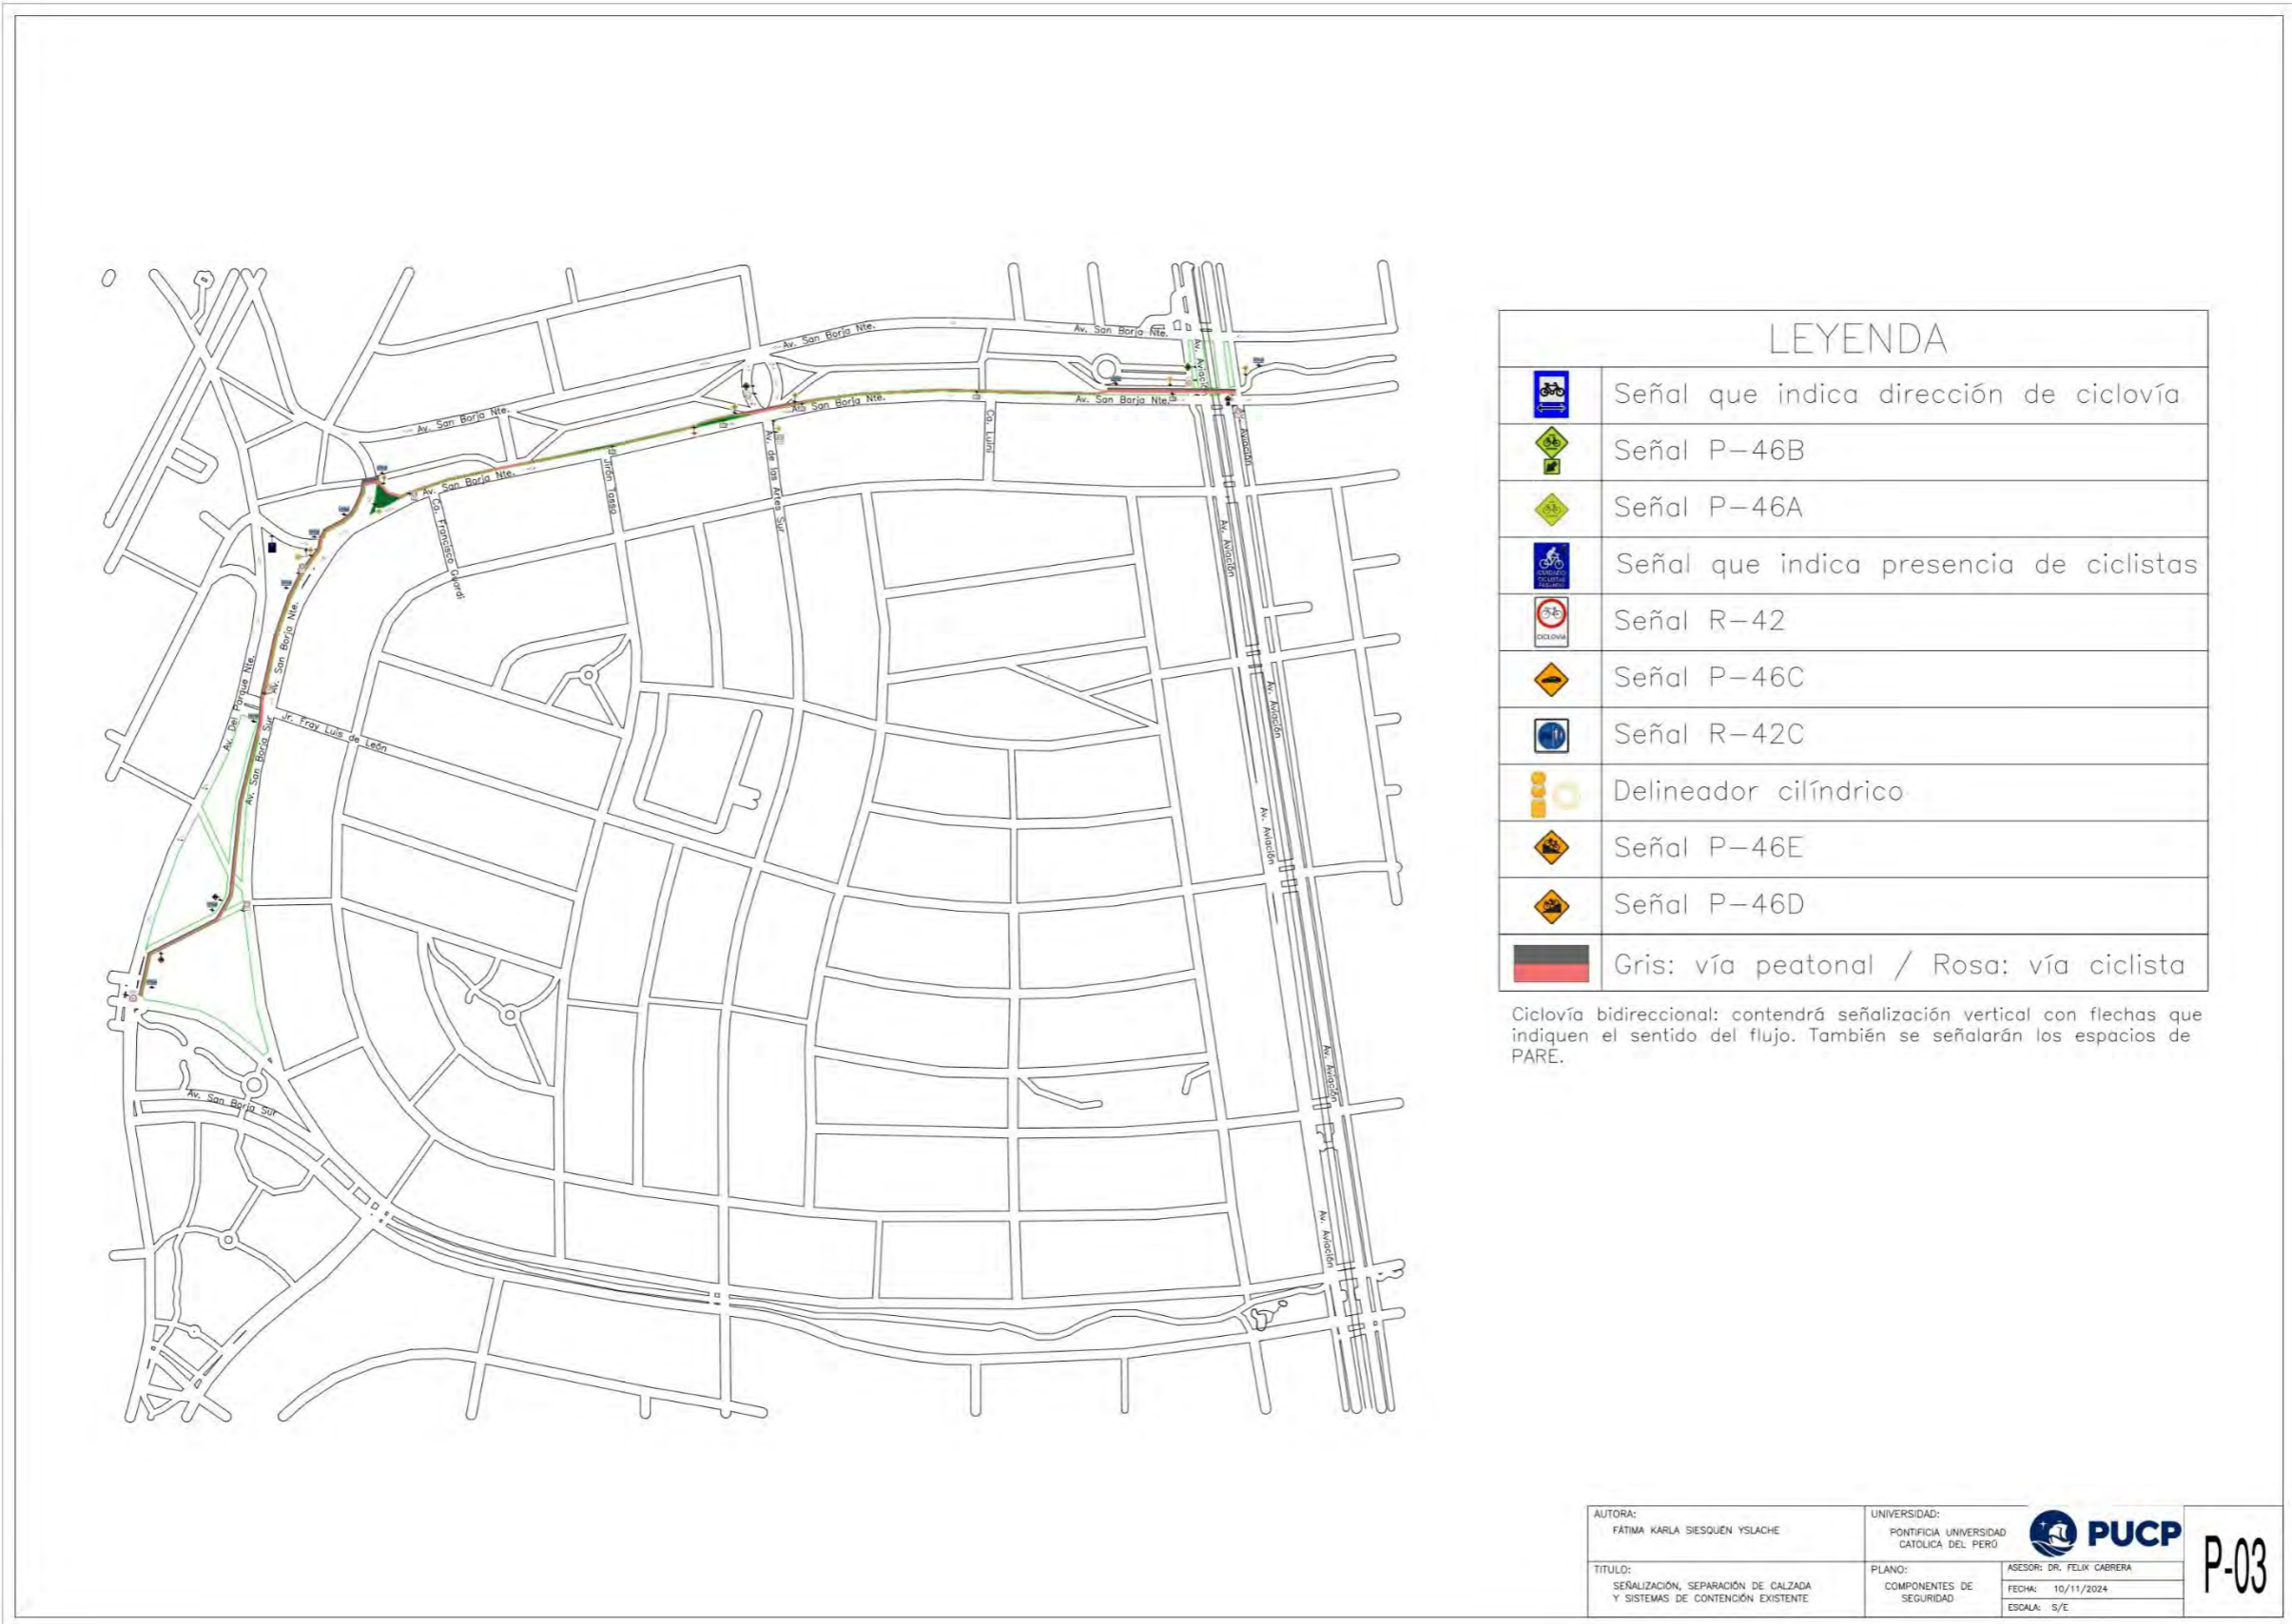 Av. San Borja Nte.
Av. San Borja Nte.
Av. San Borja Nte.
Av. San Borja Nte.
Av. San Borja Nte.
Av. San Borja Nte.
Av. Aviación
Av. Aviación
Ca. Luini
Jirón Tasso
Av. de las Artes Sur
Ca. Francisco Guardi
Av. Aviación
Av. San Borja Nte.
Av. San Borja Nte.
Av. Del Parque Nte.
Jr. Fray Luis de León
Av. San Borja Sur
Av. Aviación
Av. Aviación
Av. Aviación
Av. San Borja Sur
Av. Aviación
LEYENDA
Señal que indica dirección de ciclovía
Señal P-46B
Señal P-46A
Señal que indica presencia de ciclistas
CICLOVIA
Señal R-42
Señal P-46C
Señal R-42C
Delineador cilíndrico
Señal P-46E
Señal P-46D
Gris: vía peatonal / Rosa: vía ciclista
Ciclovía bidireccional: contendrá señalización vertical con flechas que
indiquen el sentido del flujo. También se señalarán los espacios de
PARE.
AUTORA:
FÁTIMA KARLA SIESQUÉN YSLACHE
UNIVERSIDAD:
PONTIFICIA UNIVERSIDAD
CATOLICA DEL PERÚ
PUCP
TITULO:
SEÑALIZACIÓN, SEPARACIÓN DE CALZADA
Y SISTEMAS DE CONTENCIÓN EXISTENTE
PLANO:
COMPONENTES DE
SEGURIDAD
ASESOR: DR. FELIX CABRERA
FECHA: 10/11/2024
ESCALA: S/E
P-03